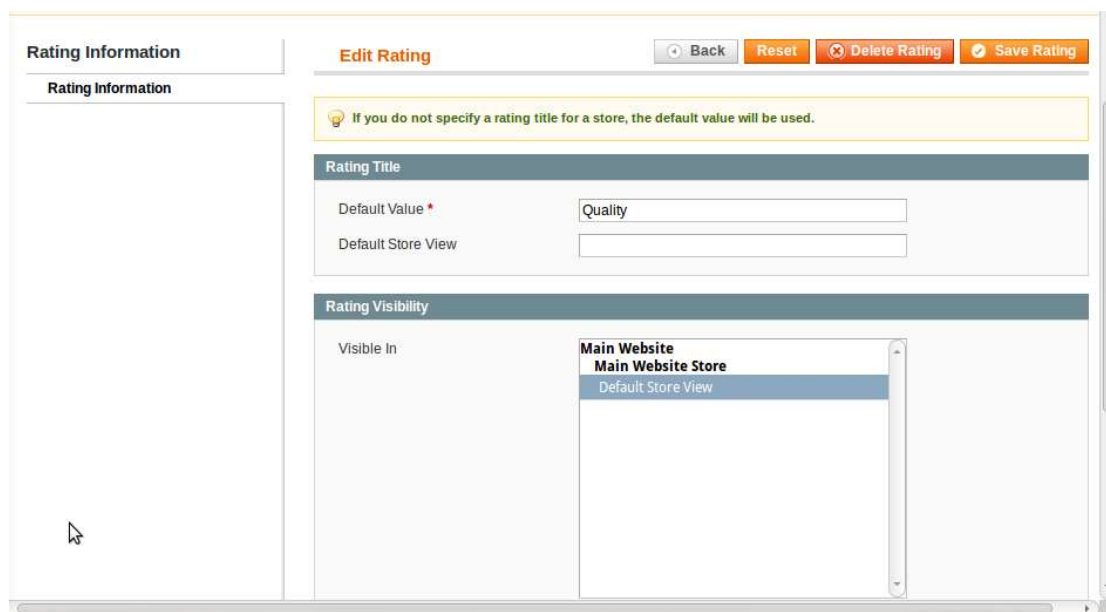 Rating Information
Rating Information
Edit Rating
Back
Reset
Delete Rating
Save Rating
If you do not specify a rating title for a store, the default value will be used.
Rating Title
Default Value *
Quality
Default Store View
Rating Visibility
Visible In
Main Website
Main Website Store
Default Store View